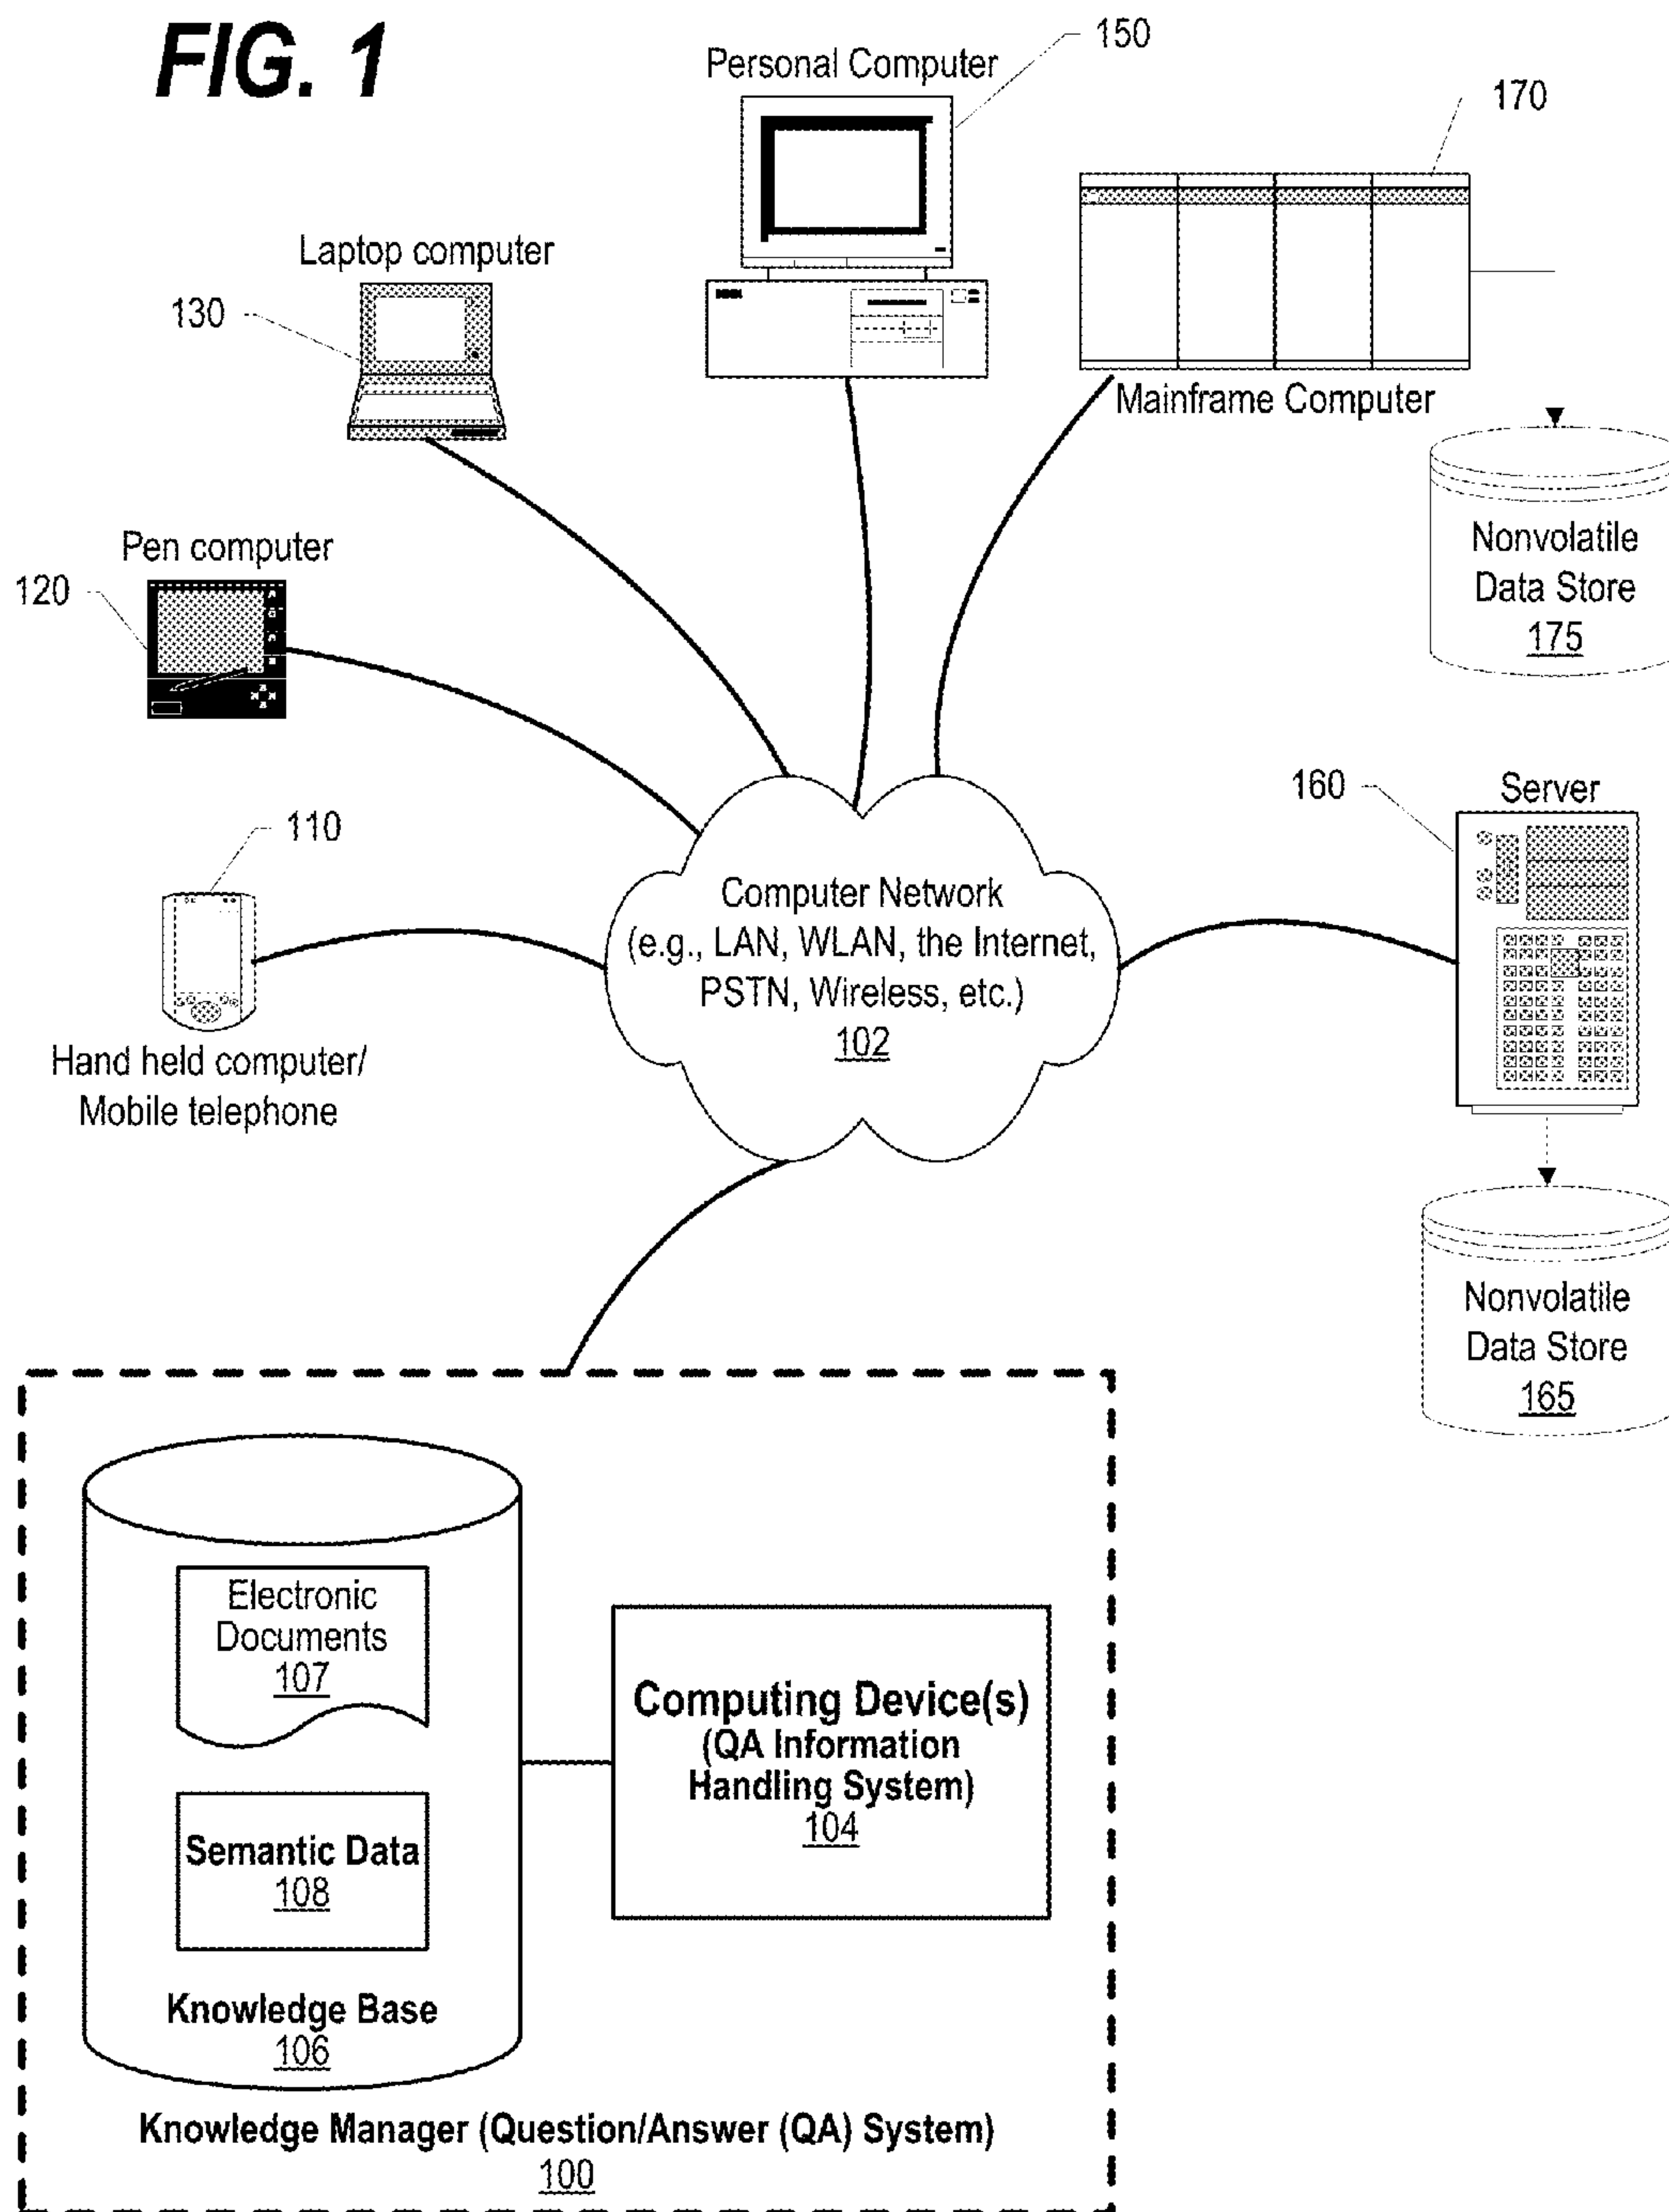 FIG. 1
Personal Computer
150
170
Laptop computer
130
Mainframe Computer
Nonvolatile
Data Store
175
Pen computer
120
160
Server
110
Computer Network
(e.g., LAN, WLAN, the Internet,
PSTN, Wireless, etc.)
102
Hand held computer/
Mobile telephone
Nonvolatile
Data Store
165
Electronic
Documents
107
Computing Device(s)
(QA Information
Handling System)
104
Semantic Data
108
Knowledge Base
106
Knowledge Manager (Question/Answer (QA) System)
100